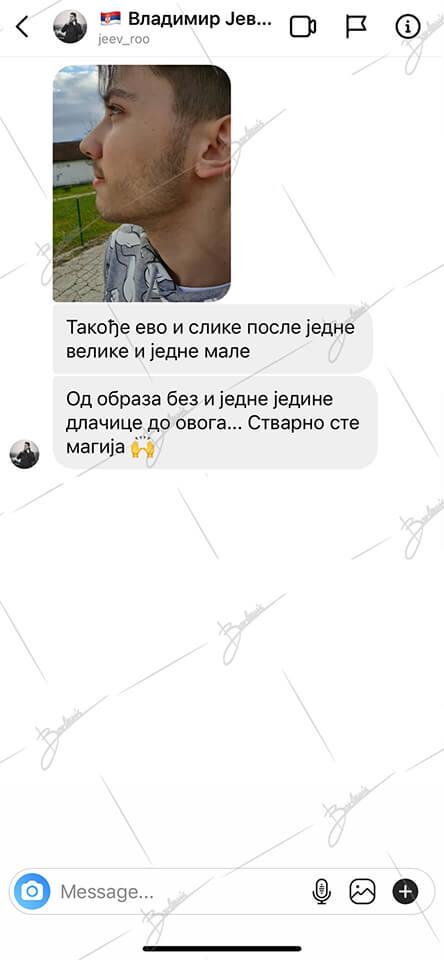 🇷🇸 Владимир Јев...
jeev_roo
Такође ево и слике после једне
велике и једне мале
Од образа без и једне једине
длачице до овога... Стварно сте
магија 🙌
Message...